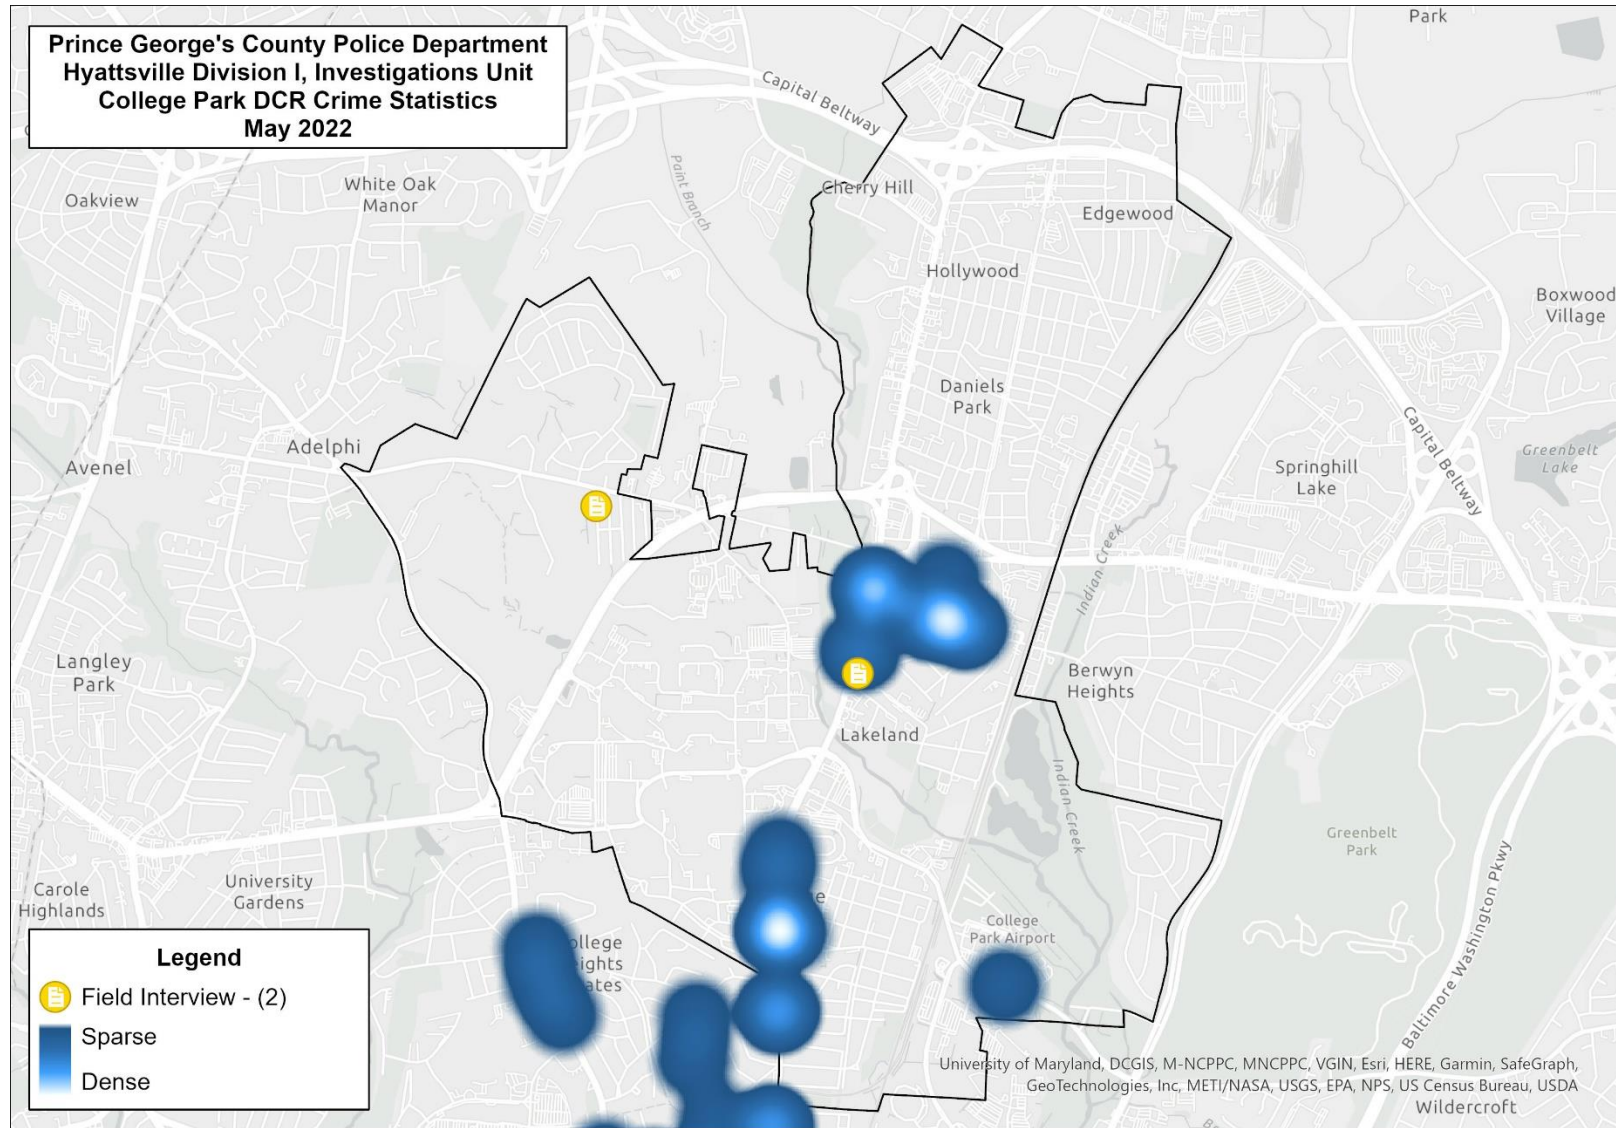 Prince George's County Police Department
Hyattsville Division I, Investigations Unit
College Park DCR Crime Statistics
May 2022
Park
Capital Beltway
Paint Branch
White Oak
Manor
Oakview
Cherry Hill
Edgewood
Hollywood
Boxwood
Village
Daniels
Park
Adelphi
Avenel
Capital Beltway
Springhill
Lake
Greenbelt
Lake
Indian Creek
Langley
Park
Berwyn
Heights
Lakeland
Indian Creek
Greenbelt
Park
Baltimore Washington Pkwy
University
Gardens
Carole
Highlands
College
Park Airport
Legend
Field Interview - (2)
Sparse
Dense
University of Maryland, DCGIS, M-NCPPC, MNCPPC, VGIN, Esri, HERE, Garmin, SafeGraph,
GeoTechnologies, Inc, METI/NASA, USGS, EPA, NPS, US Census Bureau, USDA
Wildercroft